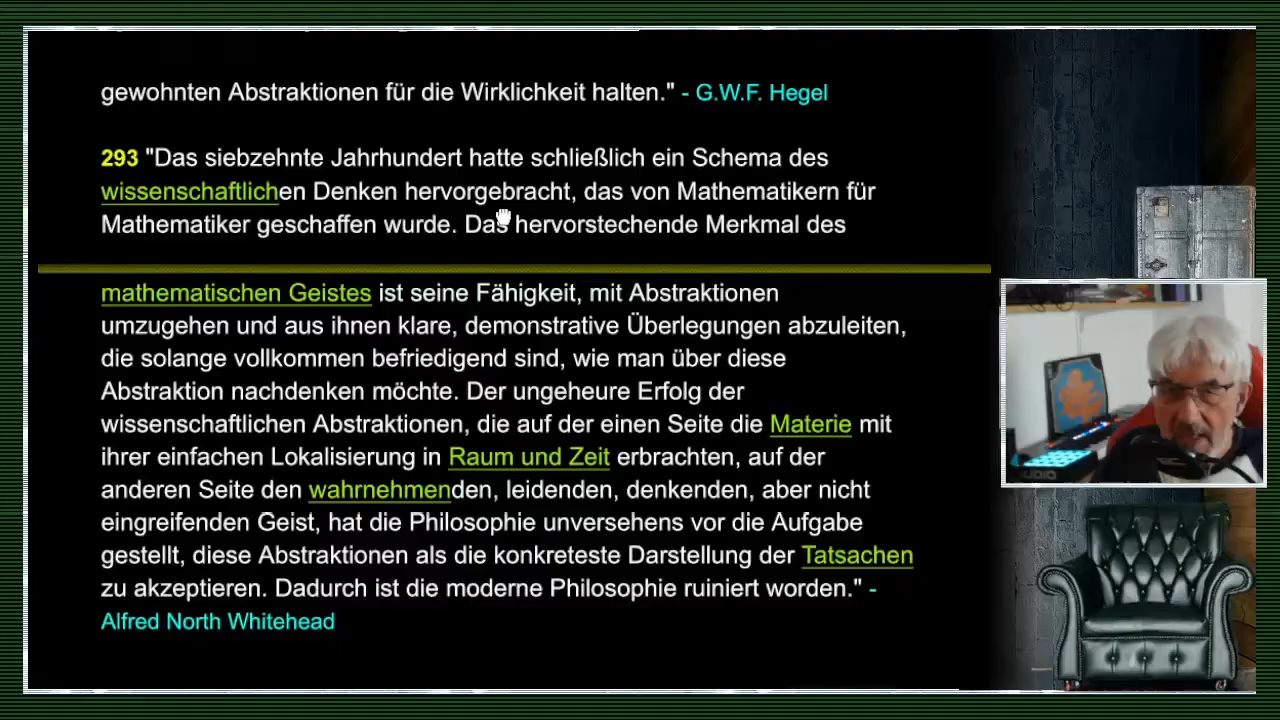 gewohnten Abstraktionen für die Wirklichkeit halten." - G.W.F. Hegel
293 "Das siebzehnte Jahrhundert hatte schließlich ein Schema des
wissenschaftlichen Denken hervorgebracht, das von Mathematikern für
Mathematiker geschaffen wurde. Das hervorstechende Merkmal des
mathematischen Geistes ist seine Fähigkeit, mit Abstraktionen
umzugehen und aus ihnen klare, demonstrative Überlegungen abzuleiten,
die solange vollkommen befriedigend sind, wie man über diese
Abstraktion nachdenken möchte. Der ungeheure Erfolg der
wissenschaftlichen Abstraktionen, die auf der einen Seite die Materie mit
ihrer einfachen Lokalisierung in Raum und Zeit erbrachten, auf der
anderen Seite den wahrnehmenden, leidenden, denkenden, aber nicht
eingreifenden Geist, hat die Philosophie unversehens vor die Aufgabe
gestellt, diese Abstraktionen als die konkreteste Darstellung der Tatsachen
zu akzeptieren. Dadurch ist die moderne Philosophie ruiniert worden." -
Alfred North Whitehead